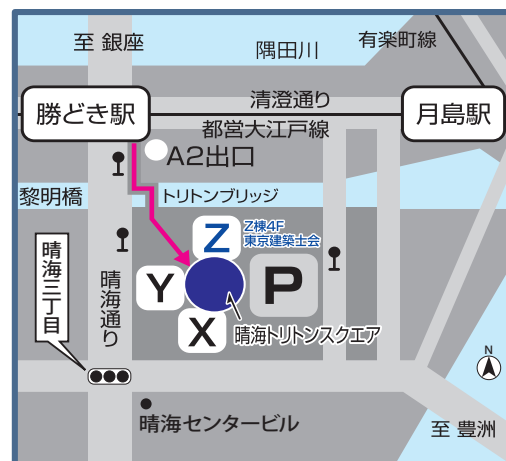 至 銀座
隅田川
有楽町線
清澄通り
勝どき駅
月島駅
都営大江戸線
A2出口
黎明橋
トリトンブリッジ
Z
Z棟4F
東京建築士会
晴海三丁目
晴海通り
Y
P
X
晴海トリトンスクエア
N
晴海センタービル
至 豊洲